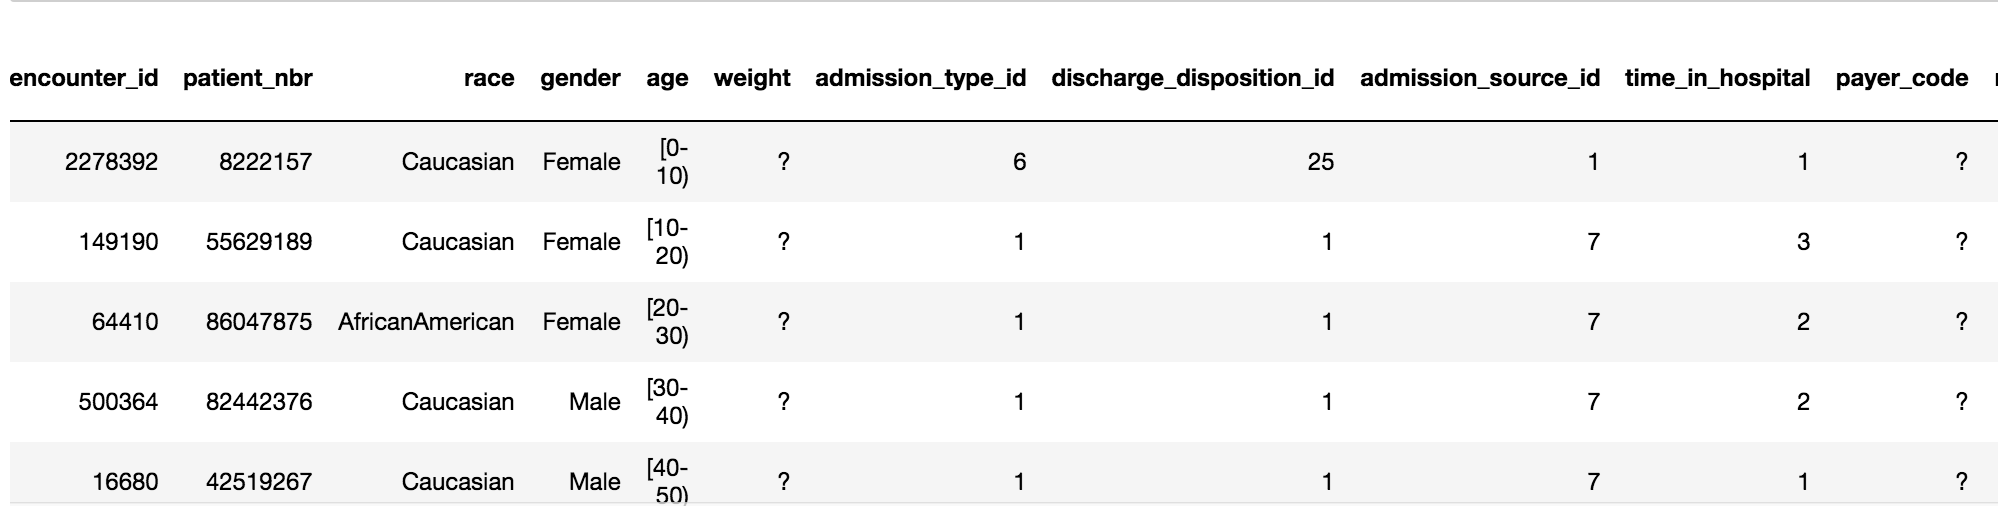 encounter_id patient_nbr race gender age weight admission_type_id discharge_disposition_id admission_source_id time_in_hospital payer_code
2278392 8222157 Caucasian Female [0-10) ? 6 25 1 1 ?
149190 55629189 Caucasian Female [10-20) ? 1 1 7 3 ?
64410 86047875 AfricanAmerican Female [20-30) ? 1 1 7 2 ?
500364 82442376 Caucasian Male [30-40) ? 1 1 7 2 ?
16680 42519267 Caucasian Male [40-50) ? 1 1 7 1 ?